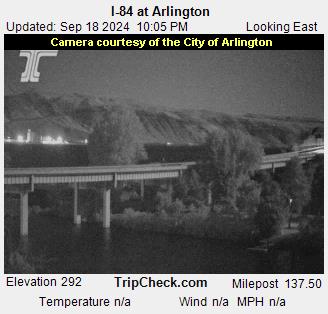 I-84 at Arlington
Updated: Sep 18 2024 10:05 PM Looking East
Camera courtesy of the City of Arlington
Elevation 292 TripCheck.com Milepost 137.50
Temperature n/a Wind n/a MPH n/a